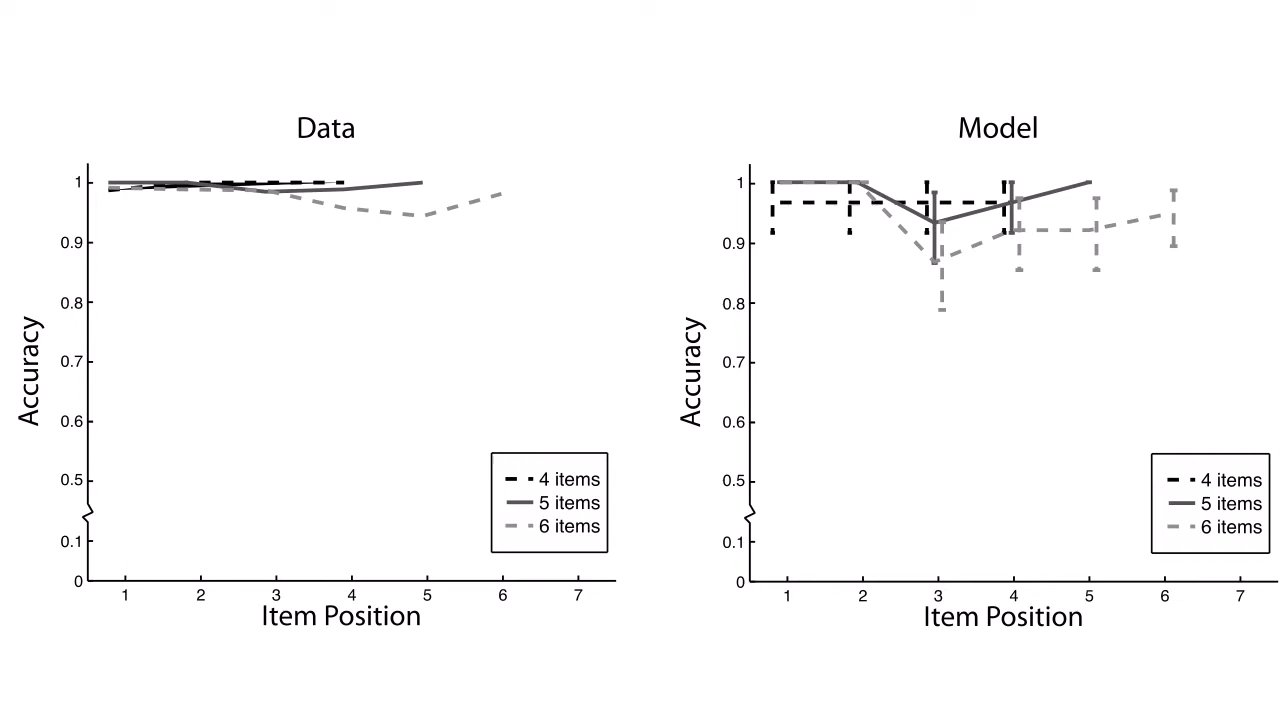 Data
Accuracy
1
0.9
0.8
0.7
0.6
0.5
0.1
0
1 2 3 4 5 6 7
Item Position
4 items
5 items
6 items
Model
Accuracy
1
0.9
0.8
0.7
0.6
0.5
0.1
0
1 2 3 4 5 6 7
Item Position
4 items
5 items
6 items